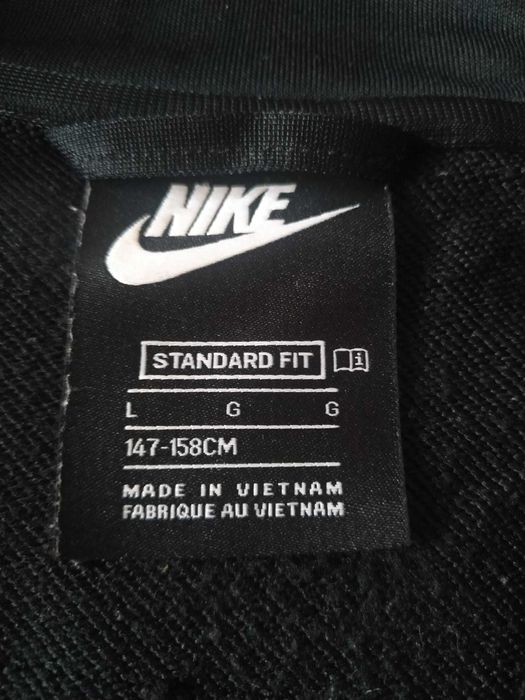 NIKE
STANDARD FIT
L G G
147-158CM
MADE IN VIETNAM
FABRIQUE AU VIETNAM